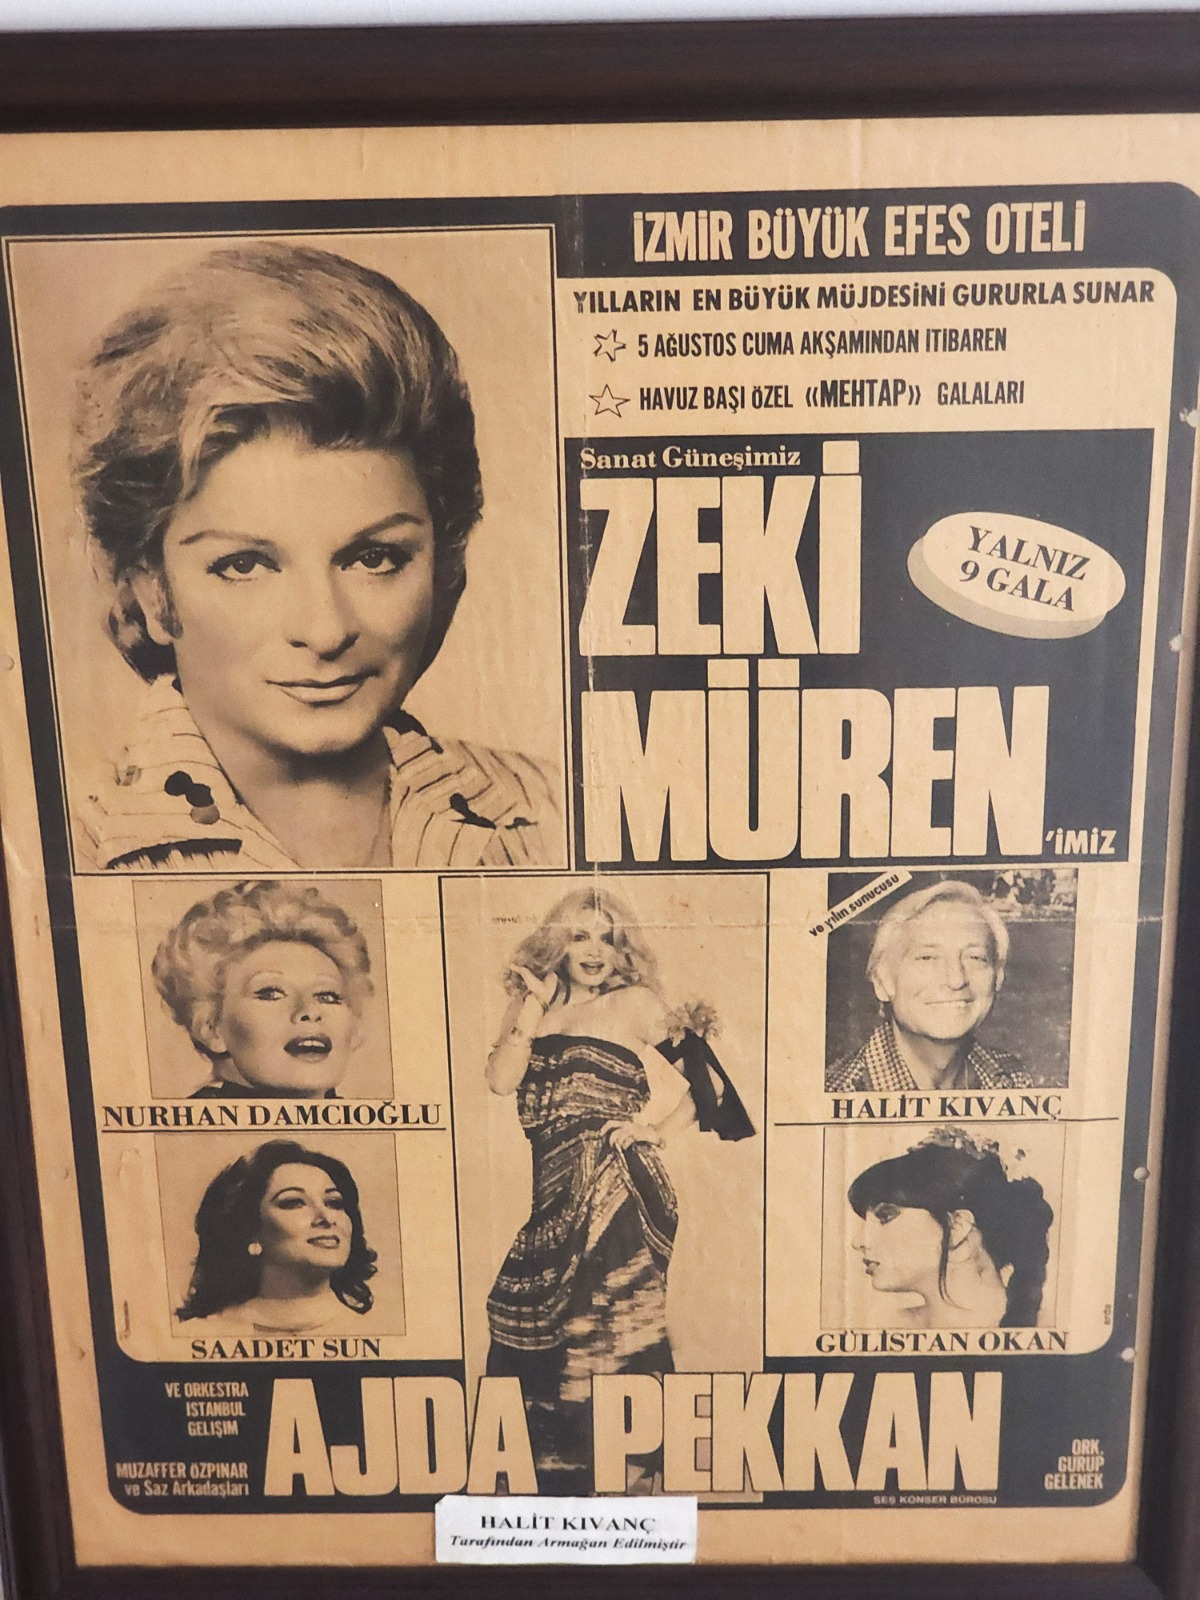 İZMİR BÜYÜK EFES OTELİ
YILLARIN EN BÜYÜK MÜJDESİNİ GURURLA SUNAR
5 AĞUSTOS CUMA AKŞAMINDAN İTİBAREN
HAVUZ BAŞI ÖZEL «MEHTAP» GALALARI
Sanat Güneşimiz
ZEKİ
MÜREN'İMİZ
YALNIZ
9 GALA
ve yılın sunucusu
NURHAN DAMCIOĞLU
HALİT KIVANÇ
SAADET SUN
GÜLİSTAN OKAN
arda
VE ORKESTRA
İSTANBUL
GELİŞİM
MUZAFFER ÖZPINAR
ve Saz Arkadaşları
AJDA PEKKAN
ORK.
GURUP
GELENEK
SES KONSER BÜROSU
HALİT KIVANÇ
Tarafından Armağan Edilmiştir